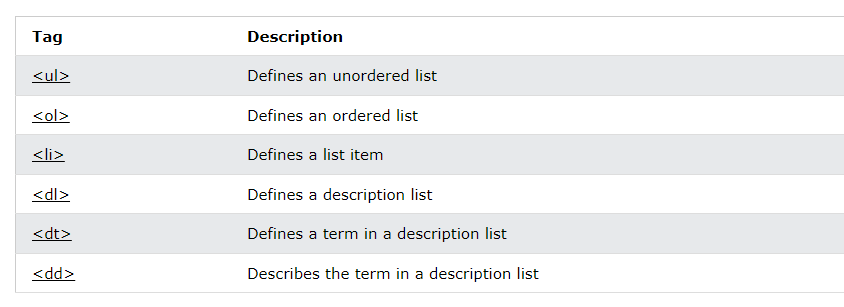 Tag Description
<ul> Defines an unordered list
<ol> Defines an ordered list
<li> Defines a list item
<dl> Defines a description list
<dt> Defines a term in a description list
<dd> Describes the term in a description list